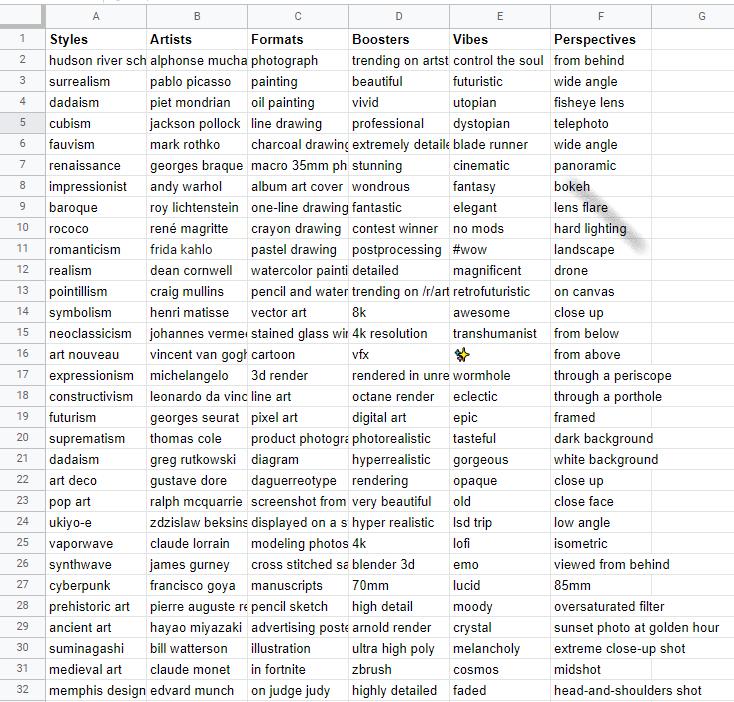 A B C D E F G
1 Styles Artists Formats Boosters Vibes Perspectives
2 hudson river sch alphonse mucha photograph trending on artst control the soul from behind
3 surrealism pablo picasso painting beautiful futuristic wide angle
4 dadaism piet mondrian oil painting vivid utopian fisheye lens
5 cubism jackson pollock line drawing professional dystopian telephoto
6 fauvism mark rothko charcoal drawing extremely detaile blade runner wide angle
7 renaissance georges braque macro 35mm ph stunning cinematic panoramic
8 impressionist andy warhol album art cover wondrous fantasy bokeh
9 baroque roy lichtenstein one-line drawing fantastic elegant lens flare
10 rococo rené magritte crayon drawing contest winner no mods hard lighting
11 romanticism frida kahlo pastel drawing postprocessing #wow landscape
12 realism dean cornwell watercolor painti detailed magnificent drone
13 pointillism craig mullins pencil and water trending on /r/art retrofuturistic on canvas
14 symbolism henri matisse vector art 8k awesome close up
15 neoclassicism johannes verme stained glass wi 4k resolution transhumanist from below
16 art nouveau vincent van gogh cartoon vfx ✨ from above
17 expressionism michelangelo 3d render rendered in unre wormhole through a periscope
18 constructivism leonardo da vinc line art octane render eclectic through a porthole
19 futurism georges seurat pixel art digital art epic framed
20 suprematism thomas cole product photogra photorealistic tasteful dark background
21 dadaism greg rutkowski diagram hyperrealistic gorgeous white background
22 art deco gustave dore daguerreotype rendering opaque close up
23 pop art ralph mcquarrie screenshot from very beautiful old close face
24 ukiyo-e zdzislaw beksins displayed on a s hyper realistic lsd trip low angle
25 vaporwave claude lorrain modeling photos 4k lofi isometric
26 synthwave james gurney cross stitched sa blender 3d emo viewed from behind
27 cyberpunk francisco goya manuscripts 70mm lucid 85mm
28 prehistoric art pierre auguste re pencil sketch high detail moody oversaturated filter
29 ancient art hayao miyazaki advertising poste arnold render crystal sunset photo at golden hour
30 suminagashi bill watterson illustration ultra high poly melancholy extreme close-up shot
31 medieval art claude monet in fortnite zbrush cosmos midshot
32 memphis design edvard munch on judge judy highly detailed faded head-and-shoulders shot